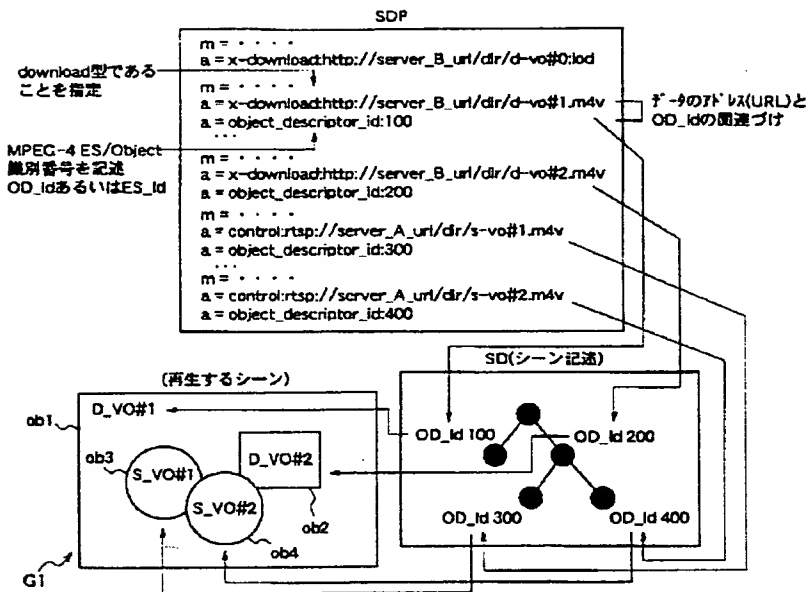 SDP
m = ・ ・ ・ ・
a = x-download:http://server_B_url/dir/d-vo#0:iod
m = ・ ・ ・ ・
a = x-download:http://server_B_url/dir/d-vo#1.m4v
a = object_descriptor_id:100
...
m = ・ ・ ・ ・
a = x-download:http://server_B_url/dir/d-vo#2.m4v
a = object_descriptor_id:200
m = ・ ・ ・ ・
a = control:rtsp://server_A_url/dir/s-vo#1.m4v
a = object_descriptor_id:300
...
m = ・ ・ ・ ・
a = control:rtsp://server_A_url/dir/s-vo#2.m4v
a = object_descriptor_id:400
download型である
ことを指定
MPEG-4 ES/Object
識別番号を記述
OD_IdあるいはES_Id
データのアドレス(URL)と
OD_Idの関連づけ
(再生するシーン)
ob1
D_VO#1
ob3
S_VO#1
D_VO#2
S_VO#2
ob2
ob4
G1
SD(シーン記述)
OD_Id 100
OD_Id 200
OD_Id 300
OD_Id 400